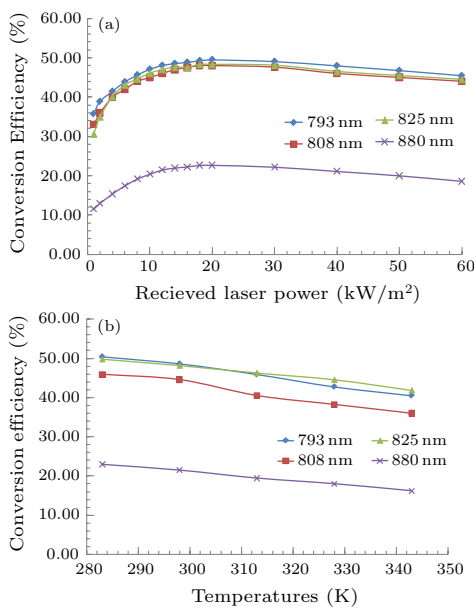 60.00
(a)
50.00
40.00
30.00
20.00
10.00
0.00
Conversion Efficiency (%)
793 nm
825 nm
808 nm
880 nm
0 10 20 30 40 50 60
Recieved laser power (kW/m²)
60.00
(b)
50.00
40.00
30.00
20.00
10.00
0.00
Conversion efficiency (%)
793 nm
825 nm
808 nm
880 nm
280 290 300 310 320 330 340 350
Temperatures (K)